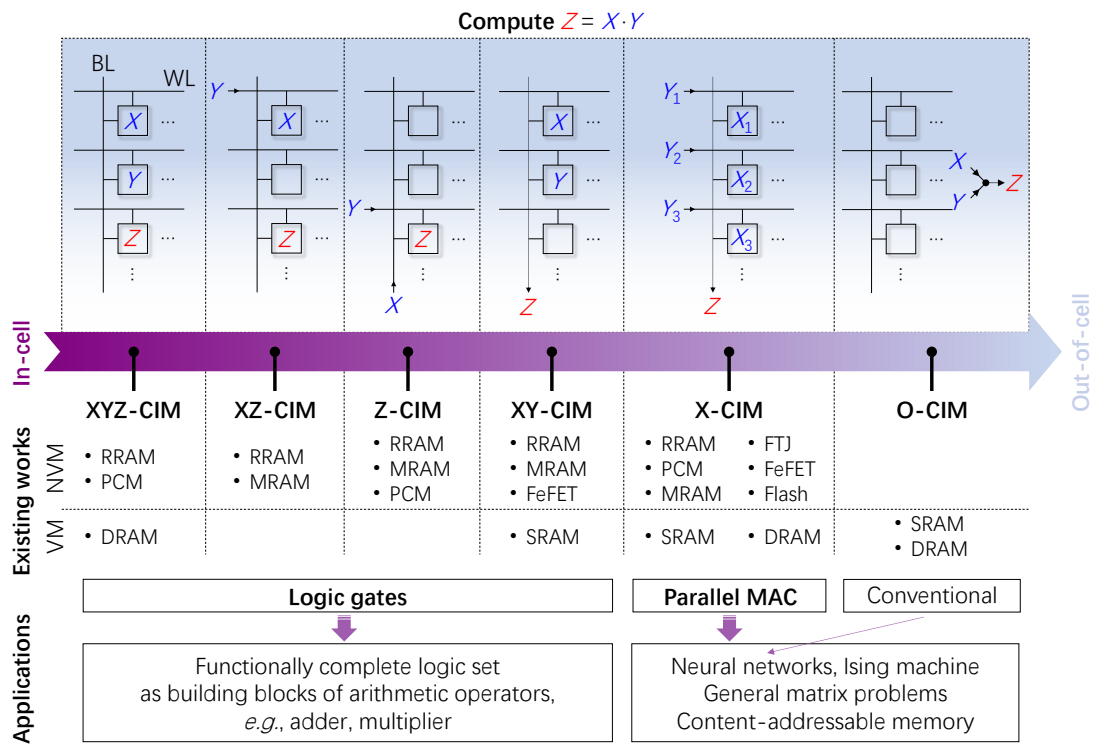 Compute Z = X·Y
BL
WL
X ...
Y ...
Z ...
⋮
Y
X ...
...
Z ...
⋮
...
...
Y
Z ...
⋮
X
X ...
Y ...
...
⋮
Z
Y1
X1 ...
Y2
X2 ...
Y3
X3 ...
⋮
Z
...
...
...
⋮
X
Y
Z
In-cell
Out-of-cell
XYZ-CIM
XZ-CIM
Z-CIM
XY-CIM
X-CIM
O-CIM
Existing works
NVM
• RRAM
• PCM
• RRAM
• MRAM
• RRAM
• MRAM
• PCM
• RRAM
• MRAM
• FeFET
• RRAM
• PCM
• MRAM
• FTJ
• FeFET
• Flash
VM
• DRAM
• SRAM
• SRAM
• DRAM
• SRAM
• DRAM
Applications
Logic gates
Parallel MAC
Conventional
Functionally complete logic set
as building blocks of arithmetic operators,
e.g., adder, multiplier
Neural networks, Ising machine
General matrix problems
Content-addressable memory